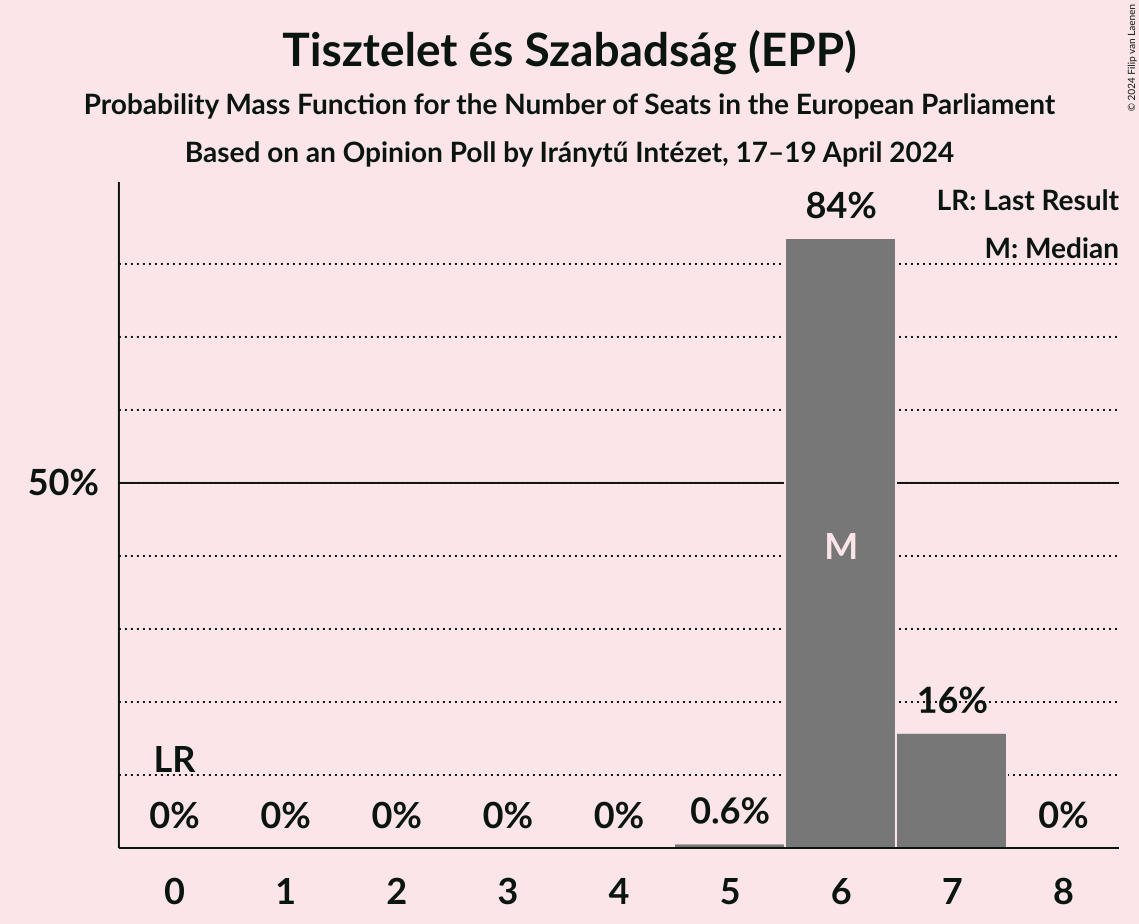 Tisztelet és Szabadság (EPP)
Probability Mass Function for the Number of Seats in the European Parliament
Based on an Opinion Poll by Iránytű Intézet, 17–19 April 2024
© 2024 Filip van Laenen
LR: Last Result
M: Median
84%
50%
M
16%
LR
0% 0% 0% 0% 0% 0.6% 0%
0 1 2 3 4 5 6 7 8